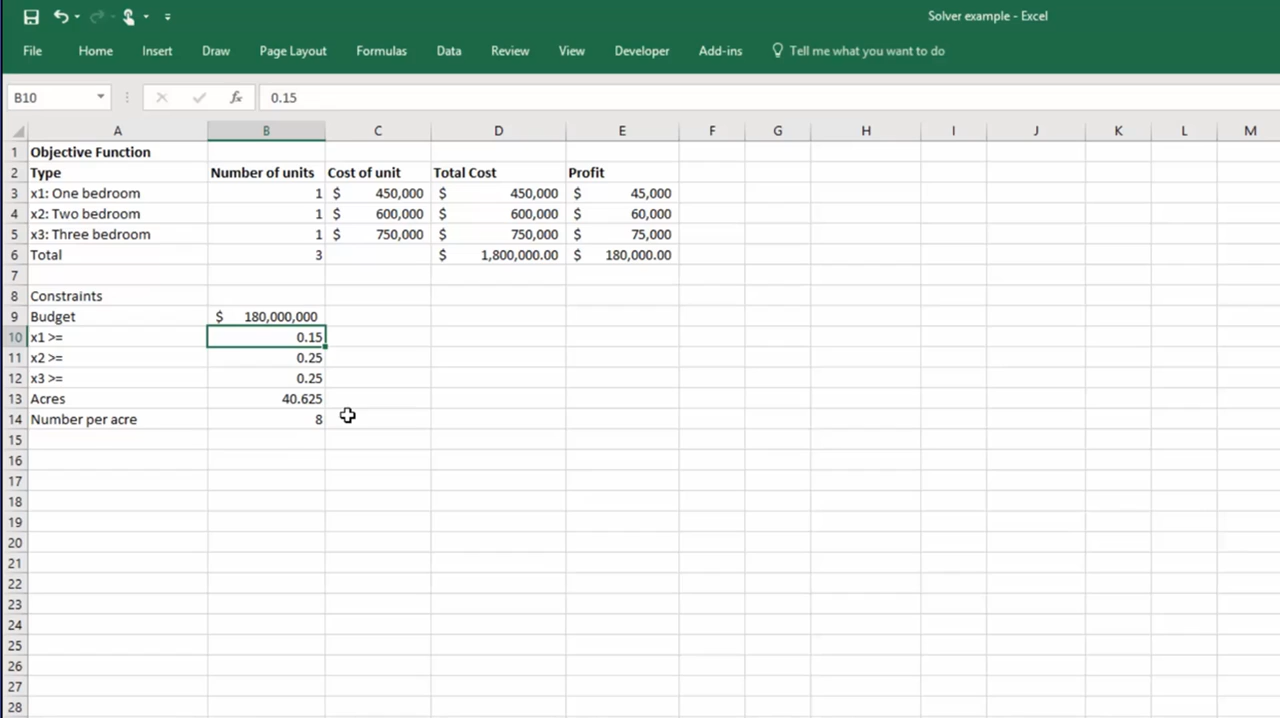 Solver example - Excel
File Home Insert Draw Page Layout Formulas Data Review View Developer Add-ins Tell me what you want to do
B10 fx 0.15
A B C D E F G H I J K L M
1 Objective Function
2 Type Number of units Cost of unit Total Cost Profit
3 x1: One bedroom 1 $ 450,000 $ 450,000 $ 45,000
4 x2: Two bedroom 1 $ 600,000 $ 600,000 $ 60,000
5 x3: Three bedroom 1 $ 750,000 $ 750,000 $ 75,000
6 Total 3 $ 1,800,000.00 $ 180,000.00
7
8 Constraints
9 Budget $ 180,000,000
10 x1 >= 0.15
11 x2 >= 0.25
12 x3 >= 0.25
13 Acres 40.625
14 Number per acre 8
15
16
17
18
19
20
21
22
23
24
25
26
27
28